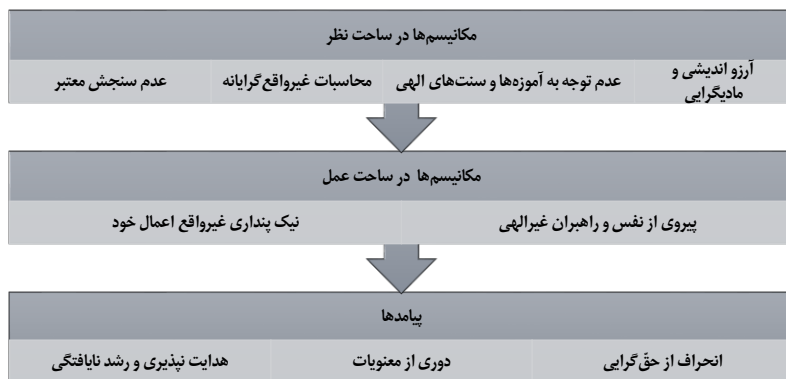 مکانیسم‌ها در ساحت نظر
آرزو اندیشی و
مادیگرایی
عدم توجه به آموزه‌ها و سنت‌های الهی
محاسبات غیرواقع‌گرایانه
عدم سنجش معتبر
مکانیسم‌ها در ساحت عمل
پیروی از نفس و راهبران غیرالهی
نیک پنداری غیرواقع اعمال خود
پیامدها
انحراف از حقّ‌گرایی
دوری از معنویات
هدایت نپذیری و رشد نایافتگی